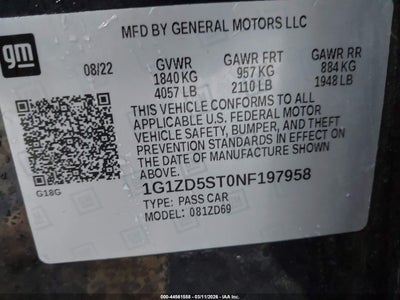 MFD BY GENERAL MOTORS LLC
gm
08/22 GVWR GAWR FRT GAWR RR
1840 KG 957 KG 884 KG
4057 LB 2110 LB 1948 LB
THIS VEHICLE CONFORMS TO ALL
APPLICABLE U.S. FEDERAL MOTOR
VEHICLE SAFETY, BUMPER, AND THEFT
PREVENTION STANDARDS IN EFFECT ON
THE DATE OF MANUFACTURE SHOWN
ABOVE.
G18G
1G1ZD5ST0NF197958
TYPE: PASS CAR
MODEL: 081ZD69
000-44561558 - 03/11/2026 - IAAI